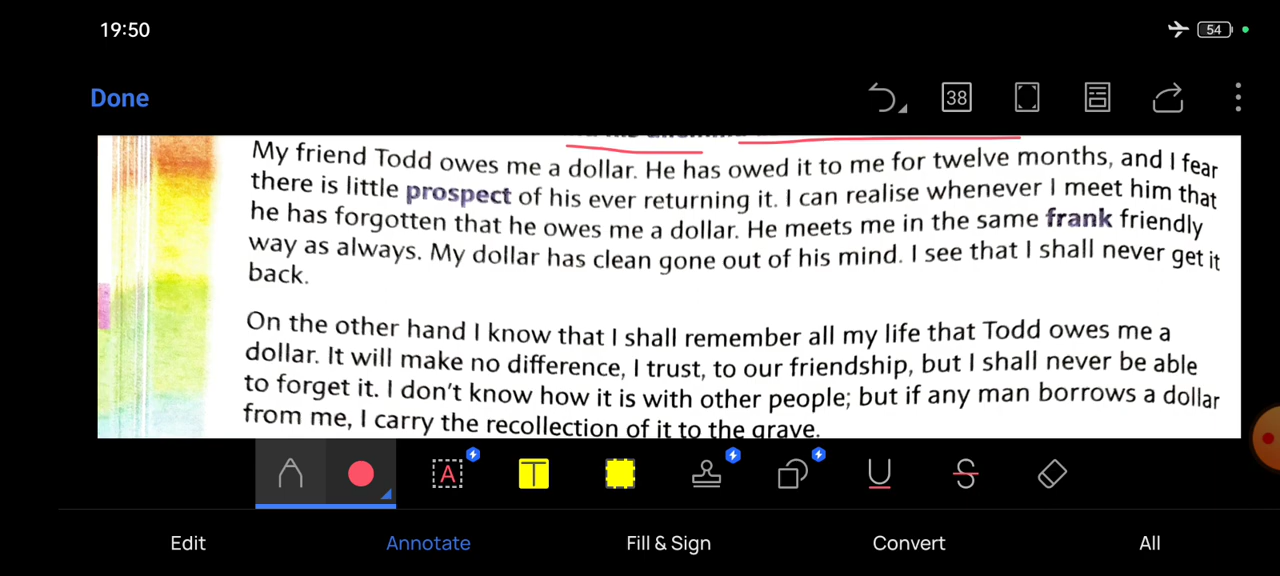 19:50
54
Done
38
My friend Todd owes me a dollar. He has owed it to me for twelve months, and I fear
there is little prospect of his ever returning it. I can realise whenever I meet him that
he has forgotten that he owes me a dollar. He meets me in the same frank friendly
way as always. My dollar has clean gone out of his mind. I see that I shall never get it
back.
On the other hand I know that I shall remember all my life that Todd owes me a
dollar. It will make no difference, I trust, to our friendship, but I shall never be able
to forget it. I don't know how it is with other people; but if any man borrows a dollar
from me, I carry the recollection of it to the grave.
A T U S
Edit Annotate Fill & Sign Convert All